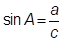 sin A = a/c